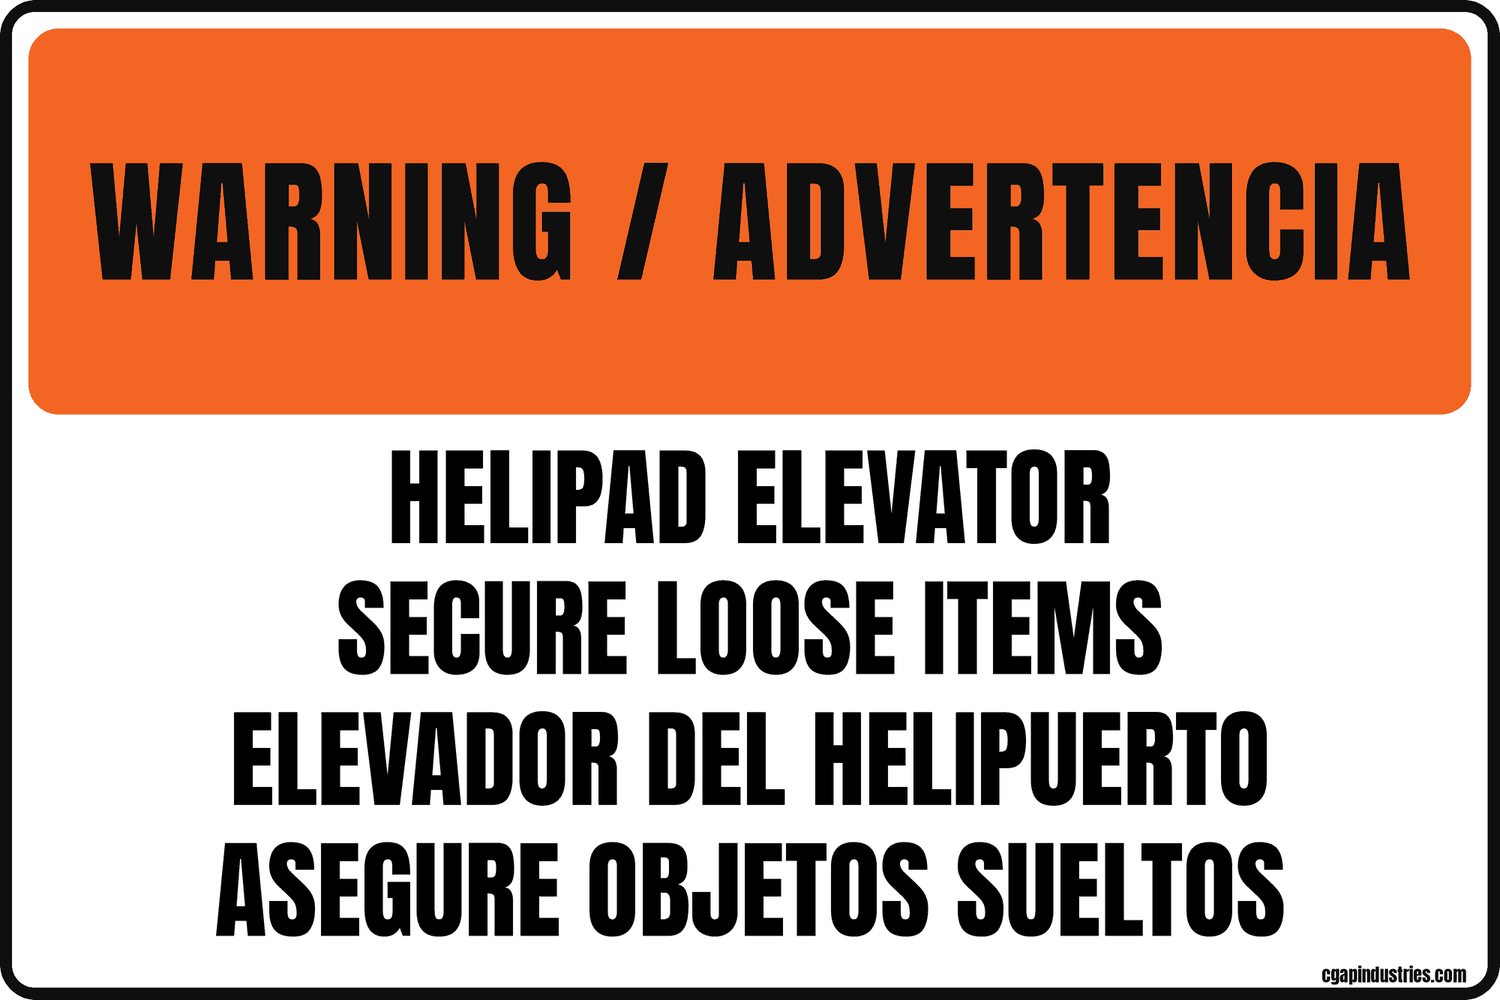 WARNING / ADVERTENCIA
HELIPAD ELEVATOR
SECURE LOOSE ITEMS
ELEVADOR DEL HELIPUERTO
ASEGURE OBJETOS SUELTOS
cgapindustries.com